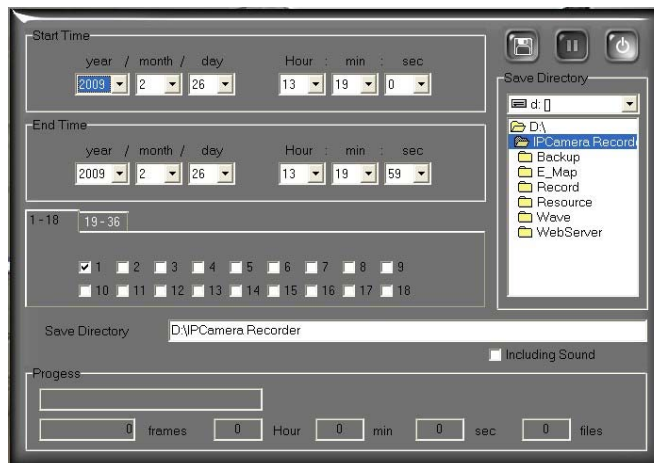 Start Time
year / month / day Hour : min : sec
2009 2 26 13 19 0
End Time
year / month / day Hour : min : sec
2009 2 26 13 19 59
1-18 19-36
1 2 3 4 5 6 7 8 9
10 11 12 13 14 15 16 17 18
Save Directory
d: []
D:\
IPCamera Recorde
Backup
E_Map
Record
Resource
Wave
WebServer
Save Directory D:\IPCamera Recorder
Including Sound
Progess
0 frames 0 Hour 0 min 0 sec 0 files